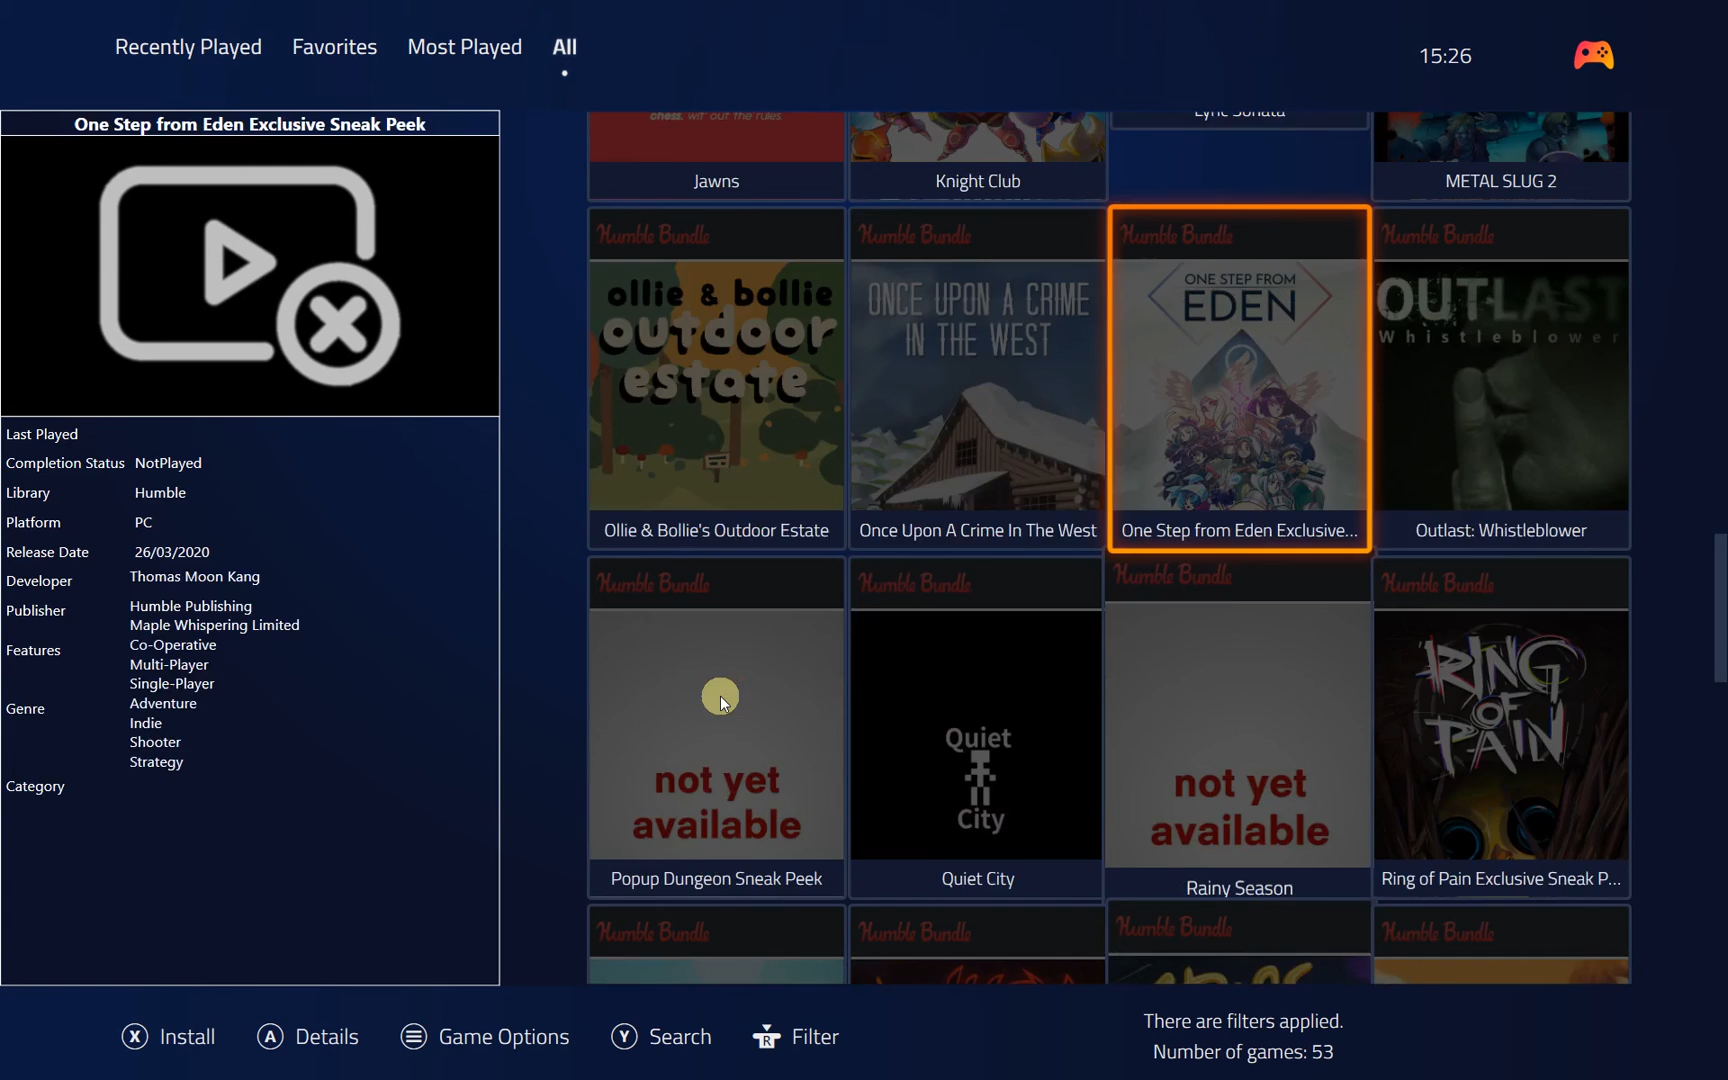 Recently Played Favorites Most Played All
15:26
One Step from Eden Exclusive Sneak Peek
Last Played
Completion Status NotPlayed
Library Humble
Platform PC
Release Date 26/03/2020
Developer Thomas Moon Kang
Publisher Humble Publishing
Maple Whispering Limited
Features Co-Operative
Multi-Player
Single-Player
Genre Adventure
Indie
Shooter
Strategy
Category
chess. wif' out the rules.
Jawns
Knight Club
Lyric Sonata
METAL SLUG 2
Humble Bundle
ollie & bollie
outdoor
estate
Ollie & Bollie's Outdoor Estate
Humble Bundle
ONCE UPON A CRIME
IN THE WEST
Once Upon A Crime In The West
Humble Bundle
ONE STEP FROM
EDEN
One Step from Eden Exclusive...
Humble Bundle
OUTLAST
Whistleblower
Outlast: Whistleblower
Humble Bundle
not yet
available
Popup Dungeon Sneak Peek
Humble Bundle
Quiet
City
Quiet City
Humble Bundle
not yet
available
Rainy Season
Humble Bundle
RING
OF
PAIN
Ring of Pain Exclusive Sneak P...
Humble Bundle
Humble Bundle
Humble Bundle
Humble Bundle
X Install A Details Game Options Y Search R Filter
There are filters applied.
Number of games: 53